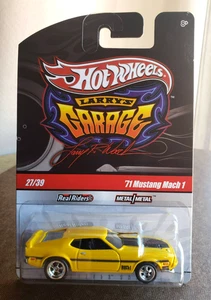 Hot Wheels
LARRY'S
GARAGE
27/39
'71 Mustang Mach 1
Real Riders
METAL/METAL